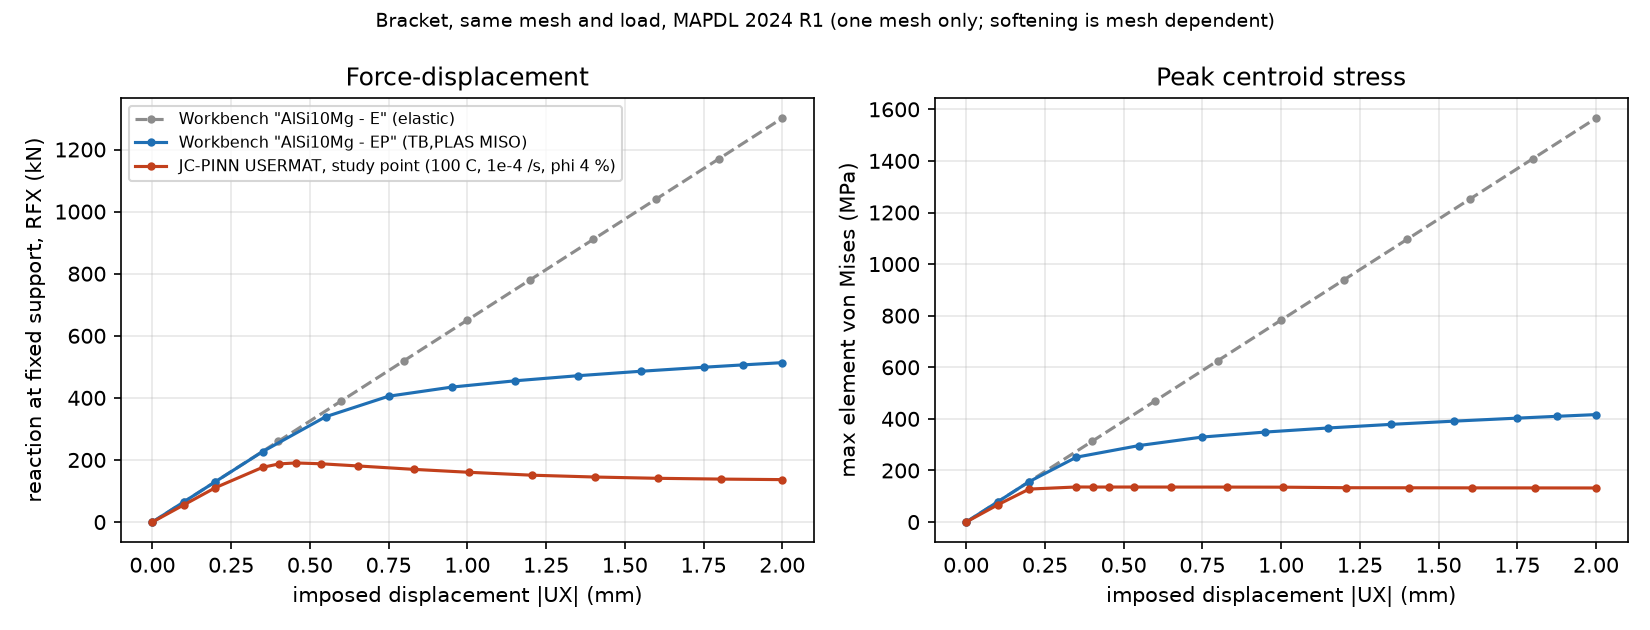 Bracket, same mesh and load, MAPDL 2024 R1 (one mesh only; softening is mesh dependent)
Force-displacement
reaction at fixed support, RFX (kN)
1200
1000
800
600
400
200
0
Workbench "AlSi10Mg - E" (elastic)
Workbench "AlSi10Mg - EP" (TB,PLAS MISO)
JC-PINN USERMAT, study point (100 C, 1e-4 /s, phi 4 %)
0.00 0.25 0.50 0.75 1.00 1.25 1.50 1.75 2.00
imposed displacement |UX| (mm)
Peak centroid stress
max element von Mises (MPa)
1600
1400
1200
1000
800
600
400
200
0
0.00 0.25 0.50 0.75 1.00 1.25 1.50 1.75 2.00
imposed displacement |UX| (mm)